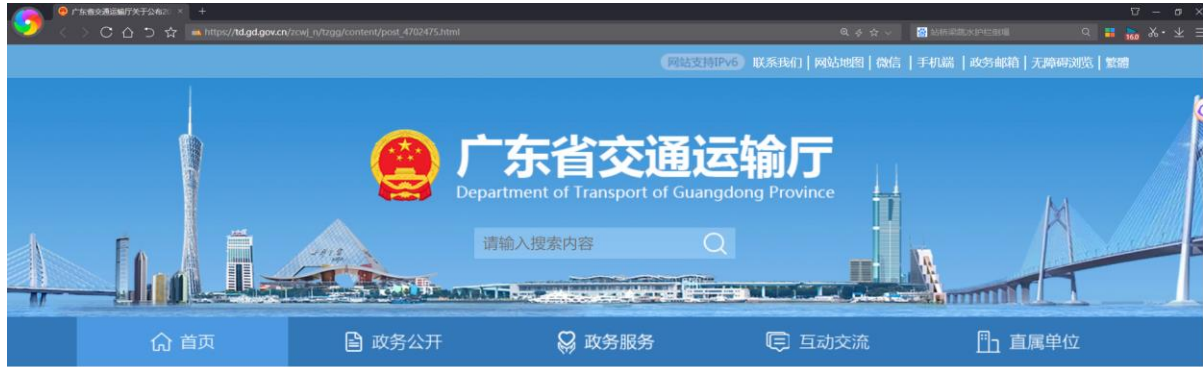 广东省交通运输厅关于公布20
https://td.gd.gov.cn/zcwj_n/tzgg/content/post_4702475.html
16.0
网站支持IPv6 联系我们 | 网站地图 | 微信 | 手机端 | 政务邮箱 | 无障碍浏览 | 繁體
广东省交通运输厅
Department of Transport of Guangdong Province
请输入搜索内容
首页 政务公开 政务服务 互动交流 直属单位